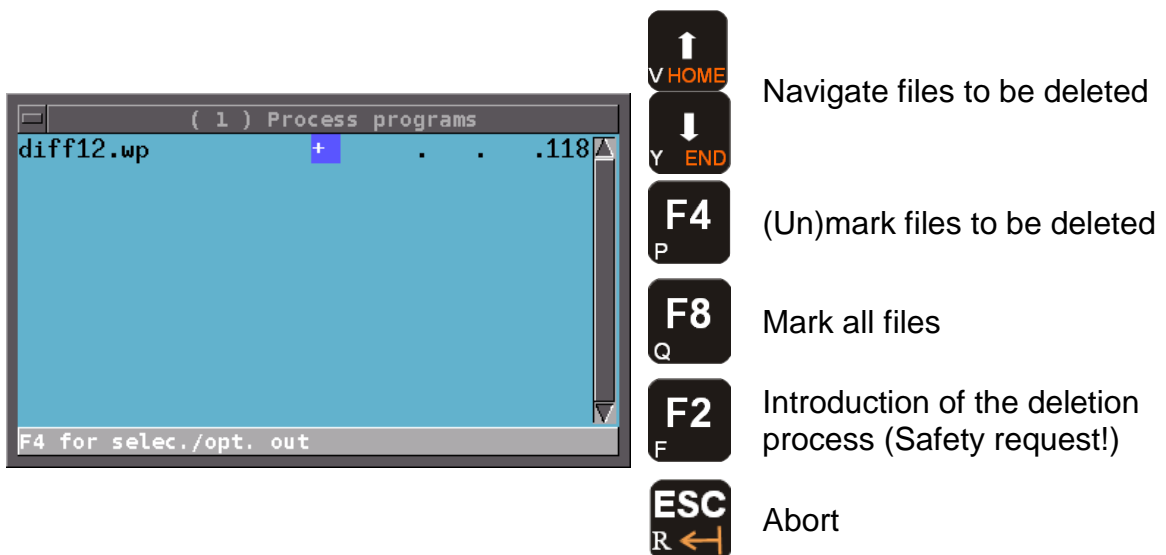 ( 1 ) Process programs
diff12.wp + . . .118
F4 for selec./opt. out
V HOME
Y END
Navigate files to be deleted
F4
P
(Un)mark files to be deleted
F8
Q
Mark all files
F2
F
Introduction of the deletion
process (Safety request!)
ESC
R
Abort